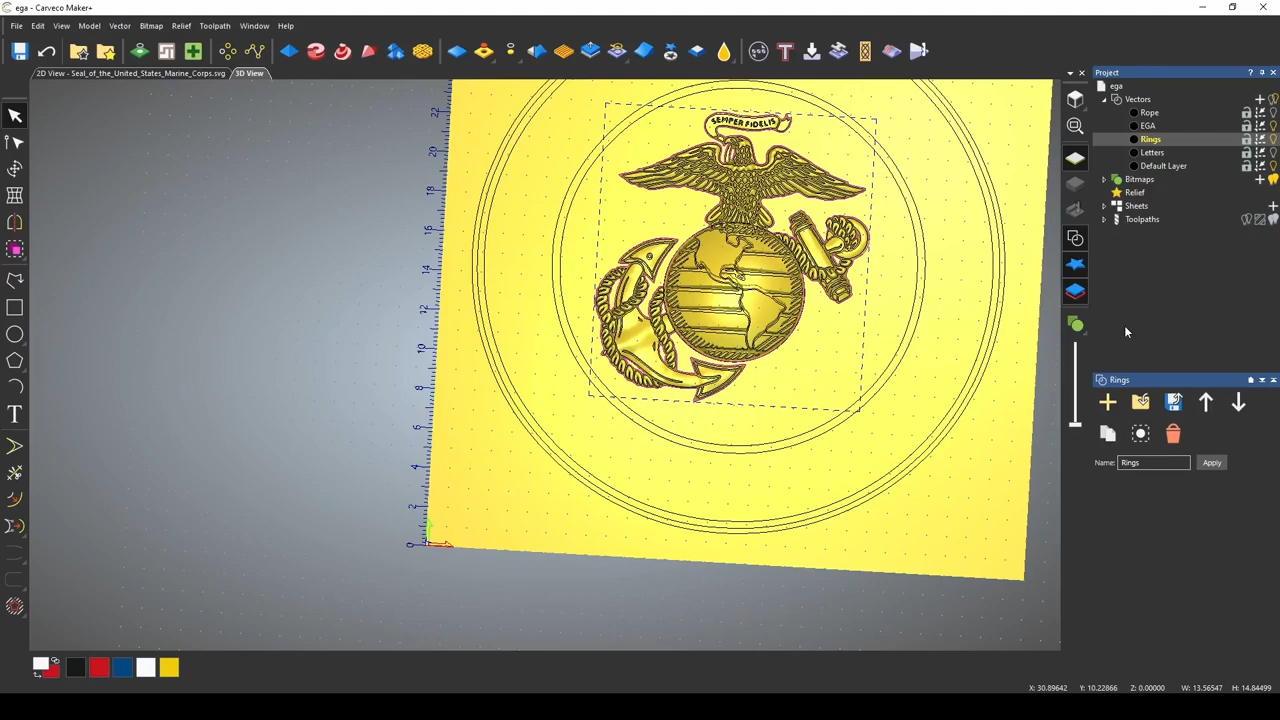 ega - Carveco Maker+
File Edit View Model Vector Bitmap Relief Toolpath Window Help
2D View - Seal_of_the_United_States_Marine_Corps.svg 3D View
Project
ega
Vectors
Rope
EGA
Rings
Letters
Default Layer
Bitmaps
Relief
Sheets
Toolpaths
SEMPER FIDELIS
22
20
18
16
14
12
10
8
6
4
2
0
Rings
Name: Rings Apply
X: 30.89642 Y: 10.22866 Z: 0.00000 W: 13.56547 H: 14.84499